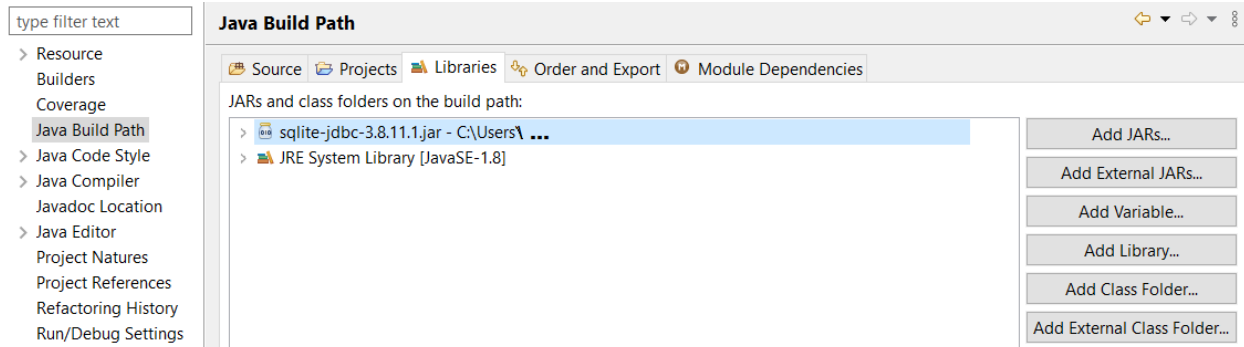 type filter text
Resource
Builders
Coverage
Java Build Path
Java Code Style
Java Compiler
Javadoc Location
Java Editor
Project Natures
Project References
Refactoring History
Run/Debug Settings
Java Build Path
Source Projects Libraries Order and Export Module Dependencies
JARs and class folders on the build path:
sqlite-jdbc-3.8.11.1.jar - C:\Users\ ...
JRE System Library [JavaSE-1.8]
Add JARs...
Add External JARs...
Add Variable...
Add Library...
Add Class Folder...
Add External Class Folder...